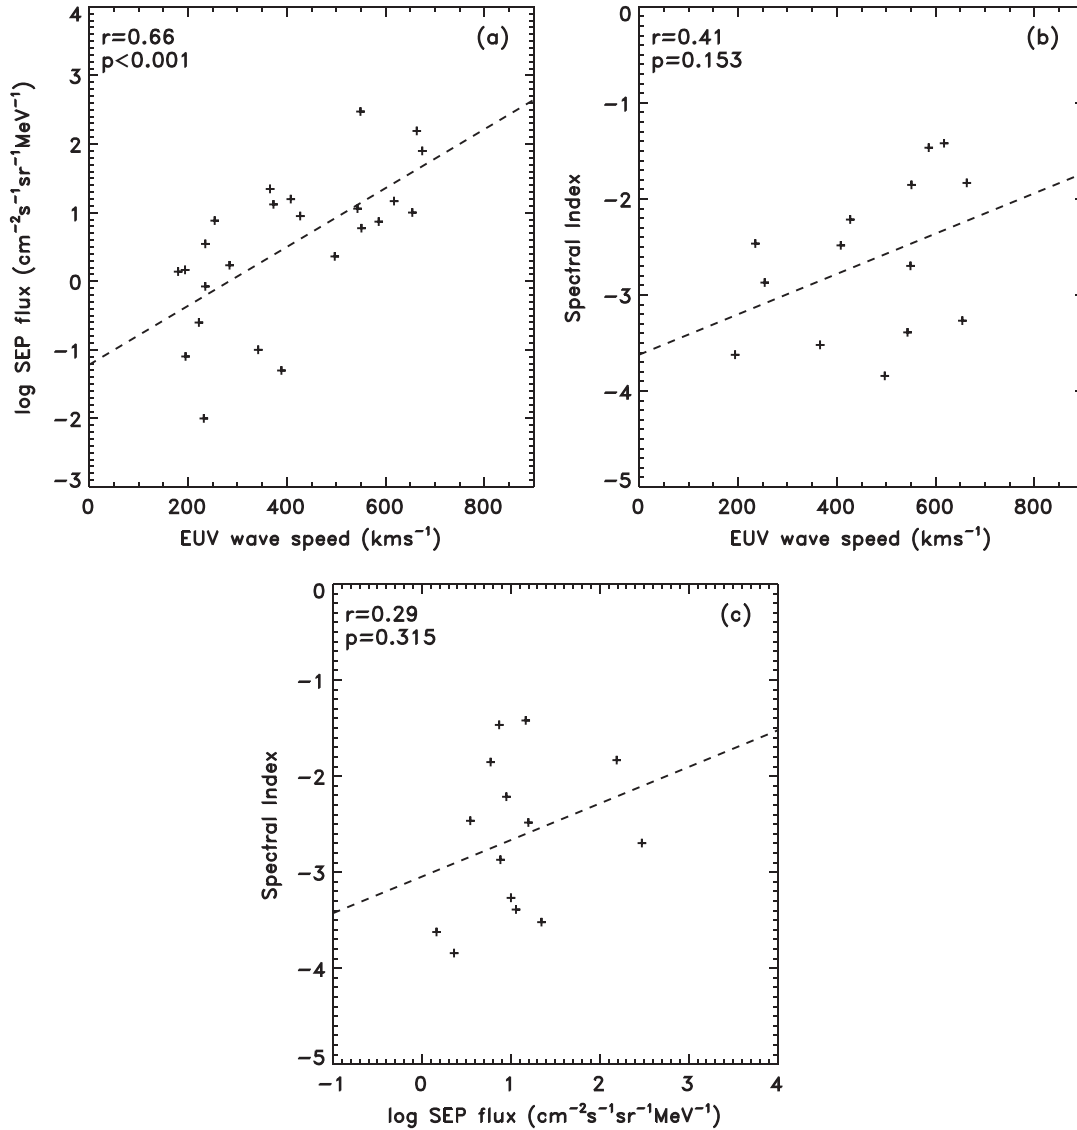 r=0.66
p<0.001
(a)
4
3
2
1
0
−1
−2
−3
log SEP flux (cm⁻²s⁻¹sr⁻¹MeV⁻¹)
0 200 400 600 800
EUV wave speed (kms⁻¹)
r=0.41
p=0.153
(b)
0
−1
−2
−3
−4
−5
Spectral Index
0 200 400 600 800
EUV wave speed (kms⁻¹)
r=0.29
p=0.315
(c)
0
−1
−2
−3
−4
−5
Spectral Index
−1 0 1 2 3 4
log SEP flux (cm⁻²s⁻¹sr⁻¹MeV⁻¹)